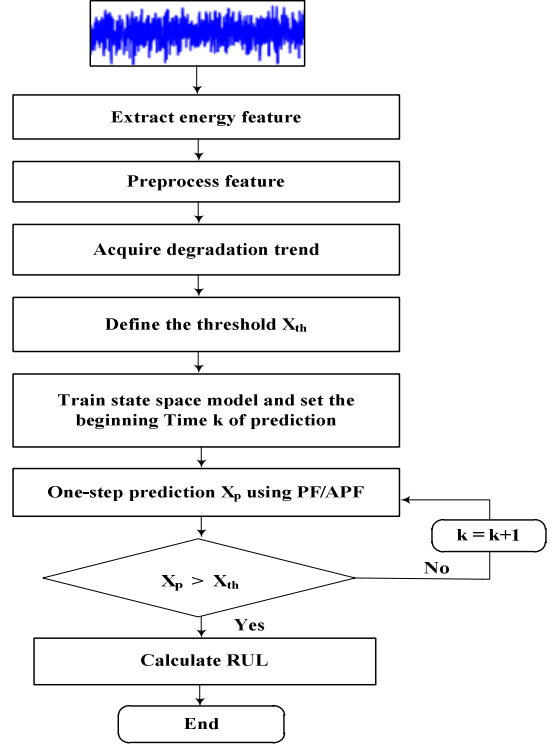 Extract energy feature
Preprocess feature
Acquire degradation trend
Define the threshold Xth
Train state space model and set the
beginning Time k of prediction
One-step prediction Xp using PF/APF
k = k+1
No
Xp > Xth
Yes
Calculate RUL
End